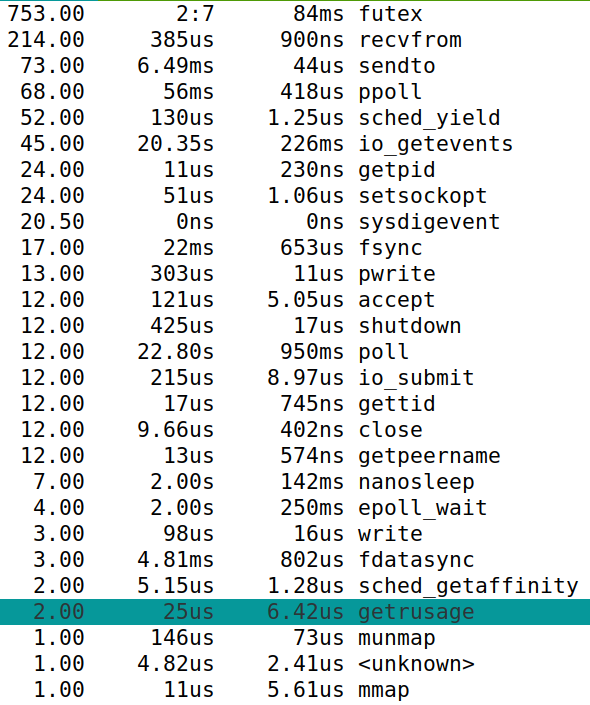 753.00 2:7 84ms futex
214.00 385us 900ns recvfrom
73.00 6.49ms 44us sendto
68.00 56ms 418us ppoll
52.00 130us 1.25us sched_yield
45.00 20.35s 226ms io_getevents
24.00 11us 230ns getpid
24.00 51us 1.06us setsockopt
20.50 0ns 0ns sysdigevent
17.00 22ms 653us fsync
13.00 303us 11us pwrite
12.00 121us 5.05us accept
12.00 425us 17us shutdown
12.00 22.80s 950ms poll
12.00 215us 8.97us io_submit
12.00 17us 745ns gettid
12.00 9.66us 402ns close
12.00 13us 574ns getpeername
7.00 2.00s 142ms nanosleep
4.00 2.00s 250ms epoll_wait
3.00 98us 16us write
3.00 4.81ms 802us fdatasync
2.00 5.15us 1.28us sched_getaffinity
2.00 25us 6.42us getrusage
1.00 146us 73us munmap
1.00 4.82us 2.41us <unknown>
1.00 11us 5.61us mmap